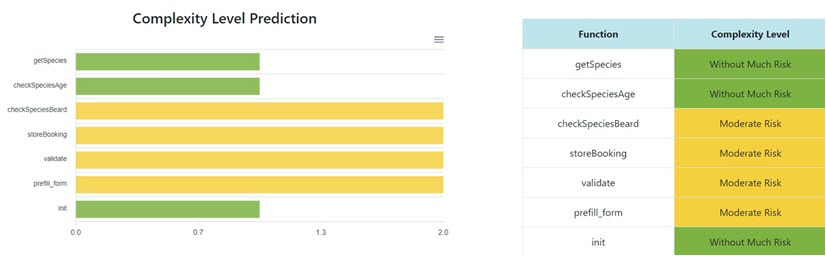 Complexity Level Prediction
getSpecies
checkSpeciesAge
checkSpeciesBeard
storeBooking
validate
prefill_form
init
0.0 0.7 1.3 2.0
Function Complexity Level
getSpecies Without Much Risk
checkSpeciesAge Without Much Risk
checkSpeciesBeard Moderate Risk
storeBooking Moderate Risk
validate Moderate Risk
prefill_form Moderate Risk
init Without Much Risk